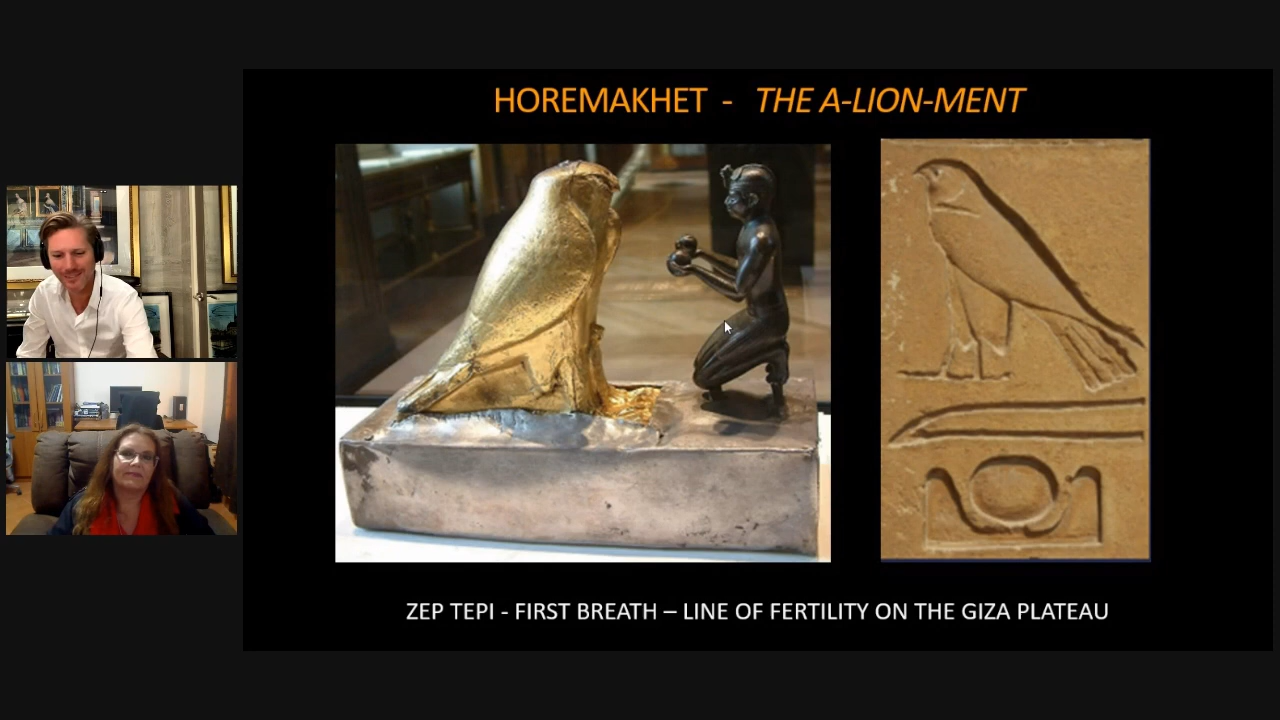 HOREMAKHET - THE A-LION-MENT
ZEP TEPI - FIRST BREATH – LINE OF FERTILITY ON THE GIZA PLATEAU